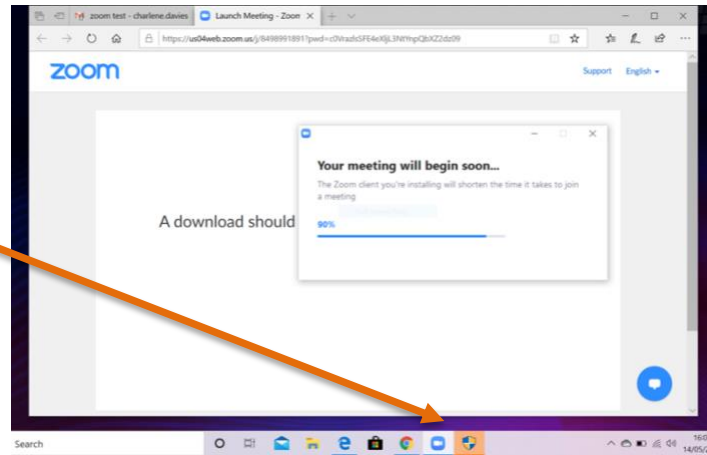 zoom test - charlene.davies
Launch Meeting - Zoom
zoom
Support English
Your meeting will begin soon...
The Zoom client you're installing will shorten the time it takes to join
a meeting
A download should
90%
Search